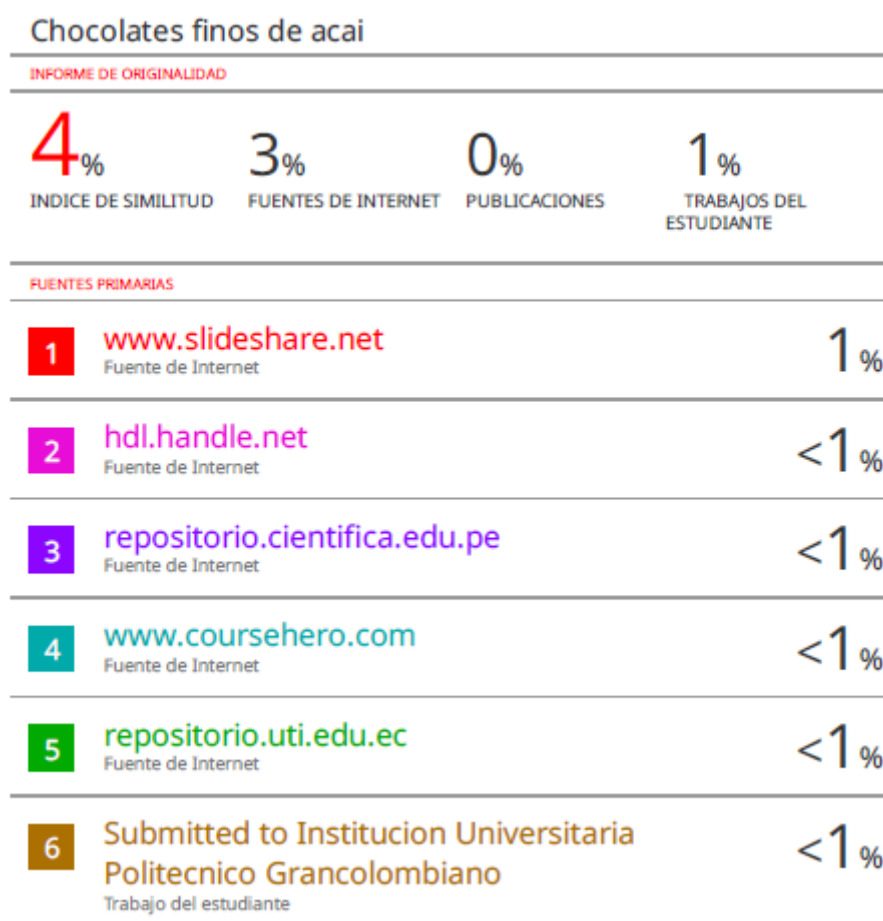 Chocolates finos de acai
INFORME DE ORIGINALIDAD
4% 3% 0% 1%
INDICE DE SIMILITUD FUENTES DE INTERNET PUBLICACIONES TRABAJOS DEL
ESTUDIANTE
FUENTES PRIMARIAS
1 www.slideshare.net 1%
Fuente de Internet
2 hdl.handle.net <1%
Fuente de Internet
3 repositorio.cientifica.edu.pe <1%
Fuente de Internet
4 www.coursehero.com <1%
Fuente de Internet
5 repositorio.uti.edu.ec <1%
Fuente de Internet
6 Submitted to Institucion Universitaria <1%
Politecnico Grancolombiano
Trabajo del estudiante